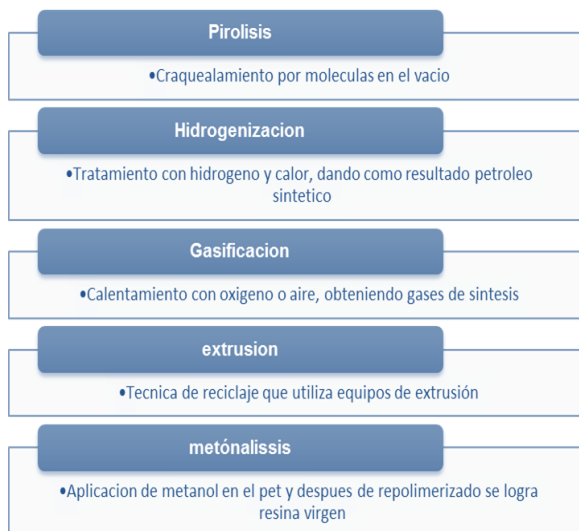 Pirolisis
•Craquealamiento por moleculas en el vacio
Hidrogenizacion
•Tratamiento con hidrogeno y calor, dando como resultado petroleo
sintetico
Gasificacion
•Calentamiento con oxigeno o aire, obteniendo gases de sintesis
extrusion
•Tecnica de reciclaje que utiliza equipos de extrusión
metónalissis
•Aplicacion de metanol en el pet y despues de repolimerizado se logra
resina virgen